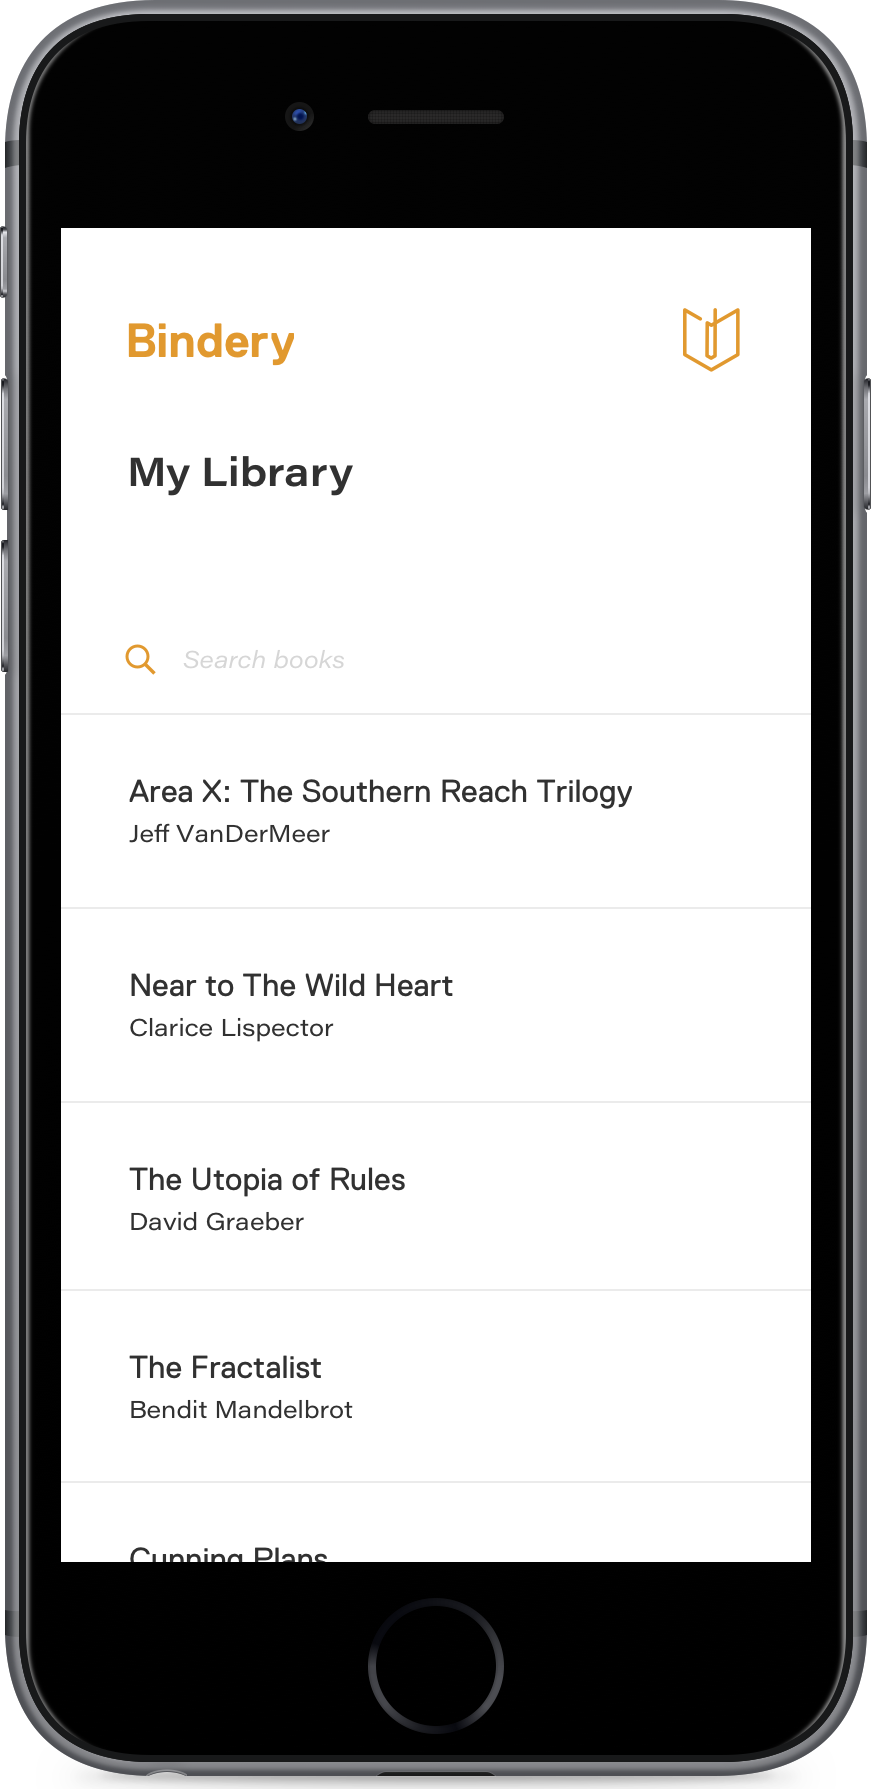 Bindery
My Library
Search books
Area X: The Southern Reach Trilogy
Jeff VanDerMeer
Near to The Wild Heart
Clarice Lispector
The Utopia of Rules
David Graeber
The Fractalist
Bendit Mandelbrot
Cunning Plans